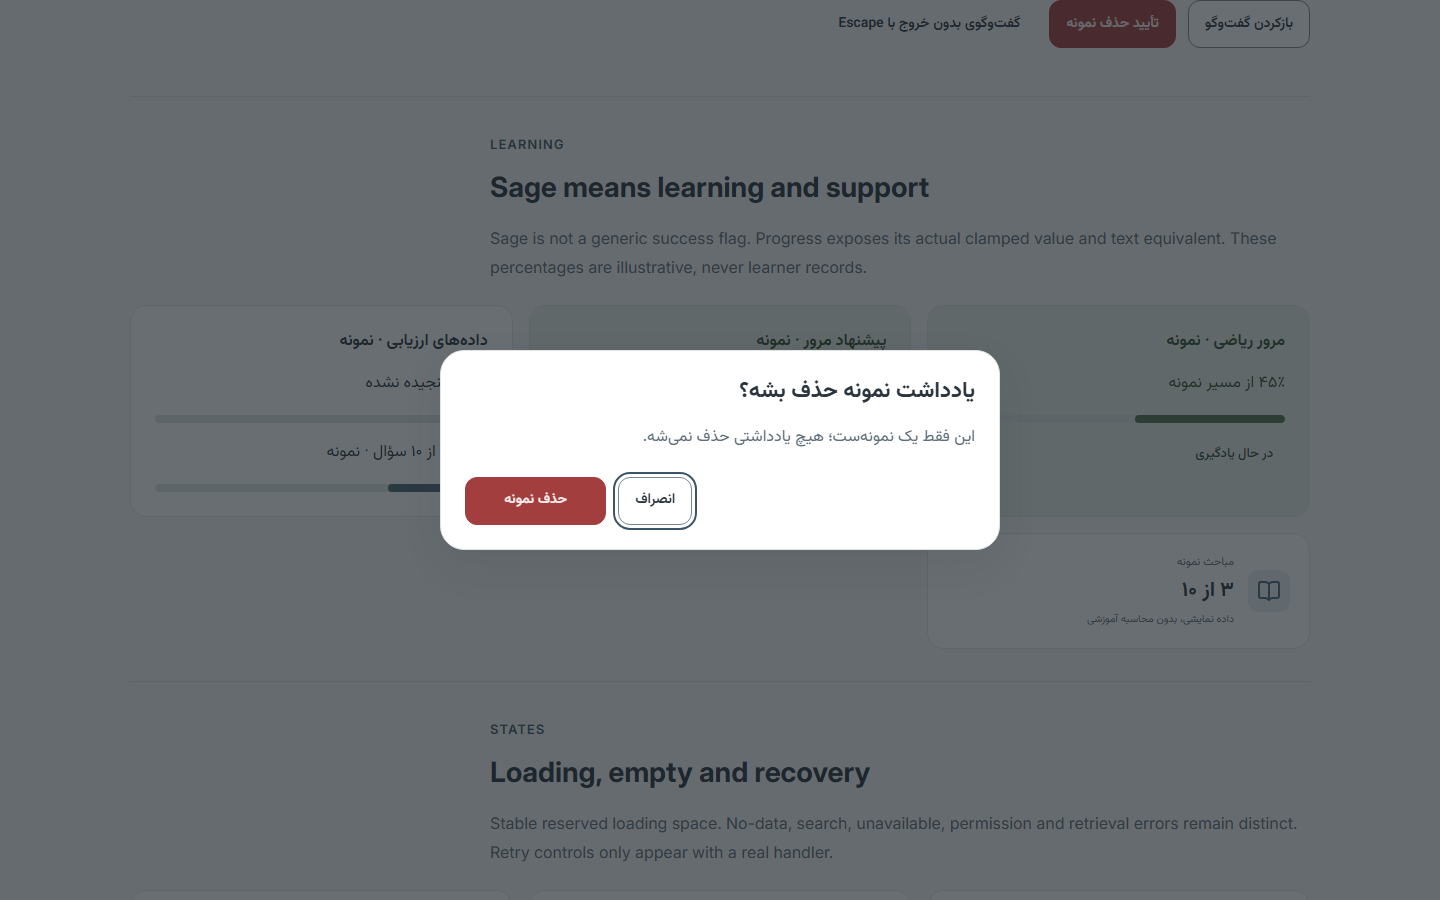 بازکردن گفت‌وگو
تأیید حذف نمونه
گفت‌وگوی بدون خروج با Escape
LEARNING
Sage means learning and support
Sage is not a generic success flag. Progress exposes its actual clamped value and text equivalent. These
percentages are illustrative, never learner records.
مرور ریاضی · نمونه
۴۵٪ از مسیر نمونه
در حال یادگیری
پیشنهاد مرور · نمونه
داده‌های ارزیابی · نمونه
نشده
از ۱۰ سؤال · نمونه
یادداشت نمونه حذف بشه؟
این فقط یک نمونه‌ست؛ هیچ یادداشتی حذف نمی‌شه.
انصراف
حذف نمونه
مباحث نمونه
۳ از ۱۰
داده نمایشی، بدون محاسبه آموزشی
STATES
Loading, empty and recovery
Stable reserved loading space. No-data, search, unavailable, permission and retrieval errors remain distinct.
Retry controls only appear with a real handler.